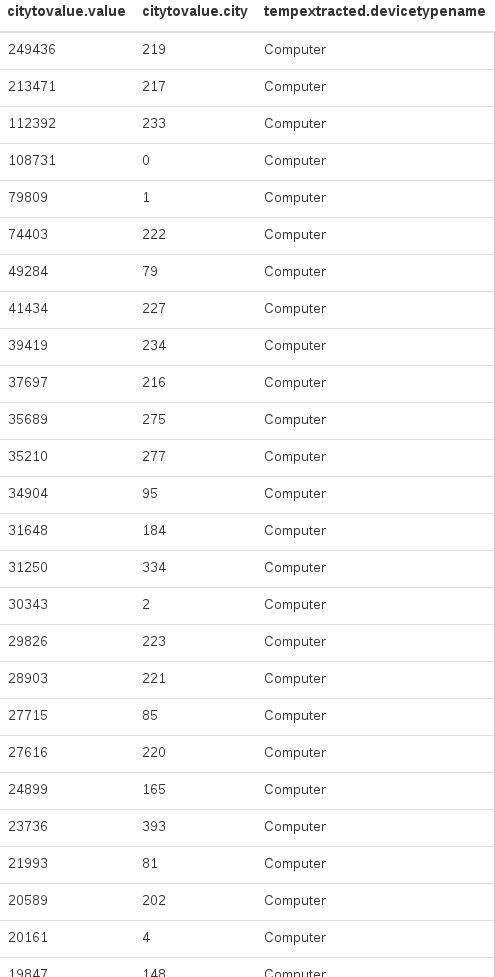 citytovalue.value citytovalue.city tempextracted.devicetypename
249436 219 Computer
213471 217 Computer
112392 233 Computer
108731 0 Computer
79809 1 Computer
74403 222 Computer
49284 79 Computer
41434 227 Computer
39419 234 Computer
37697 216 Computer
35689 275 Computer
35210 277 Computer
34904 95 Computer
31648 184 Computer
31250 334 Computer
30343 2 Computer
29826 223 Computer
28903 221 Computer
27715 85 Computer
27616 220 Computer
24899 165 Computer
23736 393 Computer
21993 81 Computer
20589 202 Computer
20161 4 Computer
19847 148 Computer